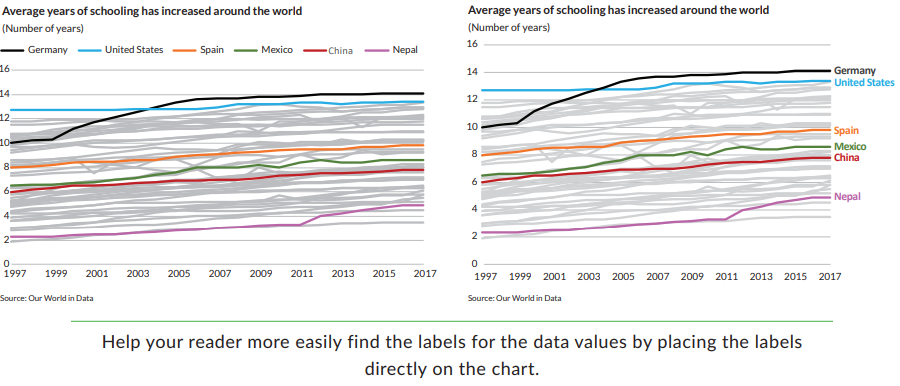 Average years of schooling has increased around the world
(Number of years)
Germany United States Spain Mexico China Nepal
16
14
12
10
8
6
4
2
0
1997 1999 2001 2003 2005 2007 2009 2011 2013 2015 2017
Source: Our World in Data
Average years of schooling has increased around the world
(Number of years)
16
14
12
10
8
6
4
2
0
Germany
United States
Spain
Mexico
China
Nepal
1997 1999 2001 2003 2005 2007 2009 2011 2013 2015 2017
Source: Our World in Data
Help your reader more easily find the labels for the data values by placing the labels
directly on the chart.